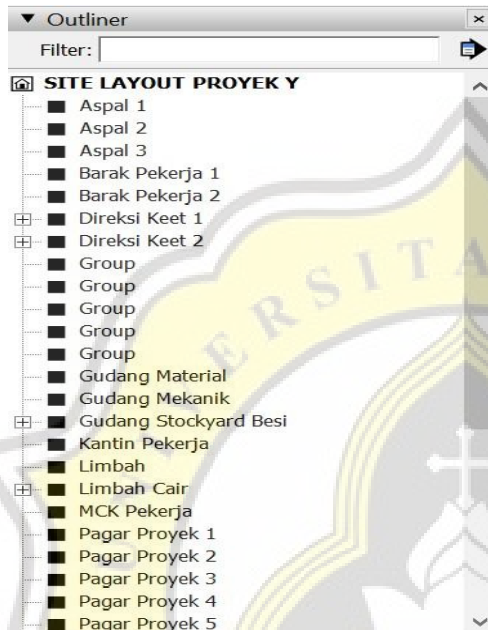 ▼ Outliner
Filter:
SITE LAYOUT PROYEK Y
Aspal 1
Aspal 2
Aspal 3
Barak Pekerja 1
Barak Pekerja 2
Direksi Keet 1
Direksi Keet 2
Group
Group
Group
Group
Group
Gudang Material
Gudang Mekanik
Gudang Stockyard Besi
Kantin Pekerja
Limbah
Limbah Cair
MCK Pekerja
Pagar Proyek 1
Pagar Proyek 2
Pagar Proyek 3
Pagar Proyek 4
Pagar Proyek 5